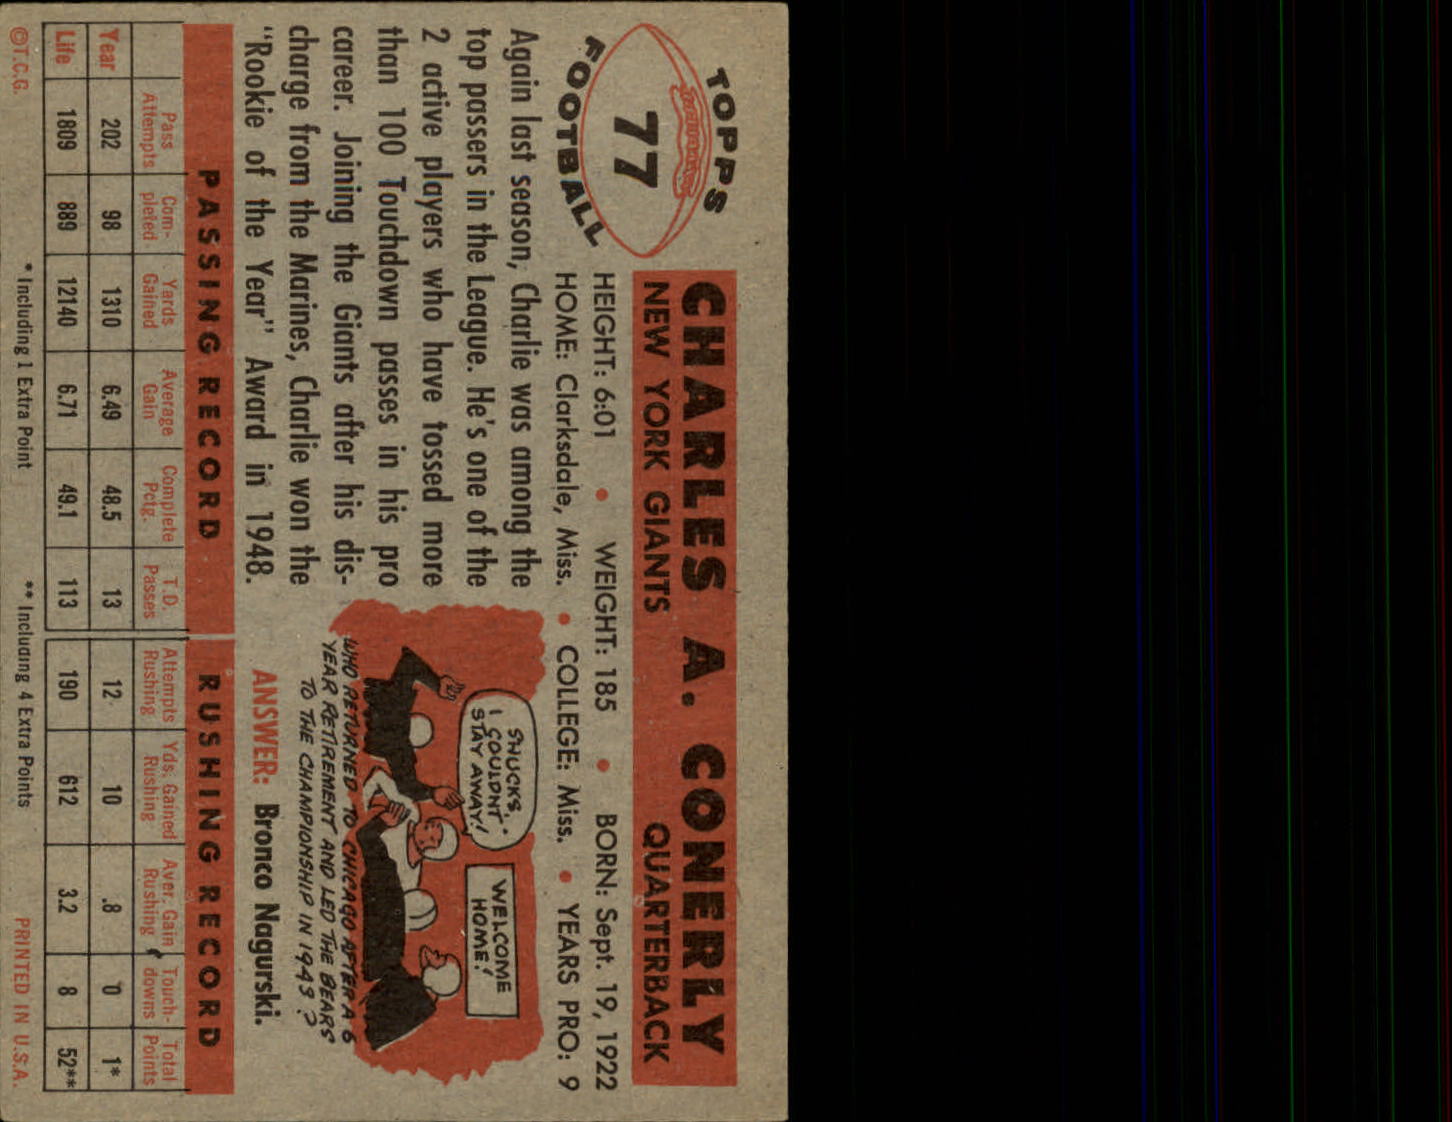 TOPPS
77
FOOTBALL
CHARLES A. CONERLY
NEW YORK GIANTS QUARTERBACK
HEIGHT: 6:01 • WEIGHT: 185 • BORN: Sept. 19, 1922
HOME: Clarksdale, Miss. • COLLEGE: Miss. • YEARS PRO: 9
Again last season, Charlie was among the
top passers in the League. He's one of the
2 active players who have tossed more
than 100 Touchdown passes in his pro
career. Joining the Giants after his dis-
charge from the Marines, Charlie won the
"Rookie of the Year" Award in 1948.
SHUCKS,
I COULDN'T
STAY AWAY!
WELCOME
HOME!
WHO RETURNED TO CHICAGO AFTER A 6
YEAR RETIREMENT AND LED THE BEARS
TO THE CHAMPIONSHIP IN 1943?
ANSWER: Bronco Nagurski.
PASSING RECORD RUSHING RECORD
Pass Com- Yards Average Complete T.D. Attempts Yds. Gained Aver. Gain Touch- Total
Attempts pleted Gained Gain Pctg. Passes Rushing Rushing Rushing downs Points
Year 202 98 1310 6.49 48.5 13 12 10 .8 0 1*
Life 1809 889 12140 6.71 49.1 113 190 612 3.2 8 52**
©T.C.G. * Including 1 Extra Point ** Including 4 Extra Points PRINTED IN U.S.A.